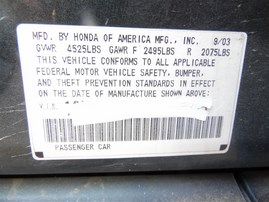 MFD. BY HONDA OF AMERICA MFG., INC. 9/03
GVWR 4525LBS GAWR F 2495LBS R 2075LBS
THIS VEHICLE CONFORMS TO ALL APPLICABLE
FEDERAL MOTOR VEHICLE SAFETY, BUMPER,
AND THEFT PREVENTION STANDARDS IN EFFECT
ON THE DATE OF MANUFACTURE SHOWN ABOVE.
V.I.N.
PASSENGER CAR